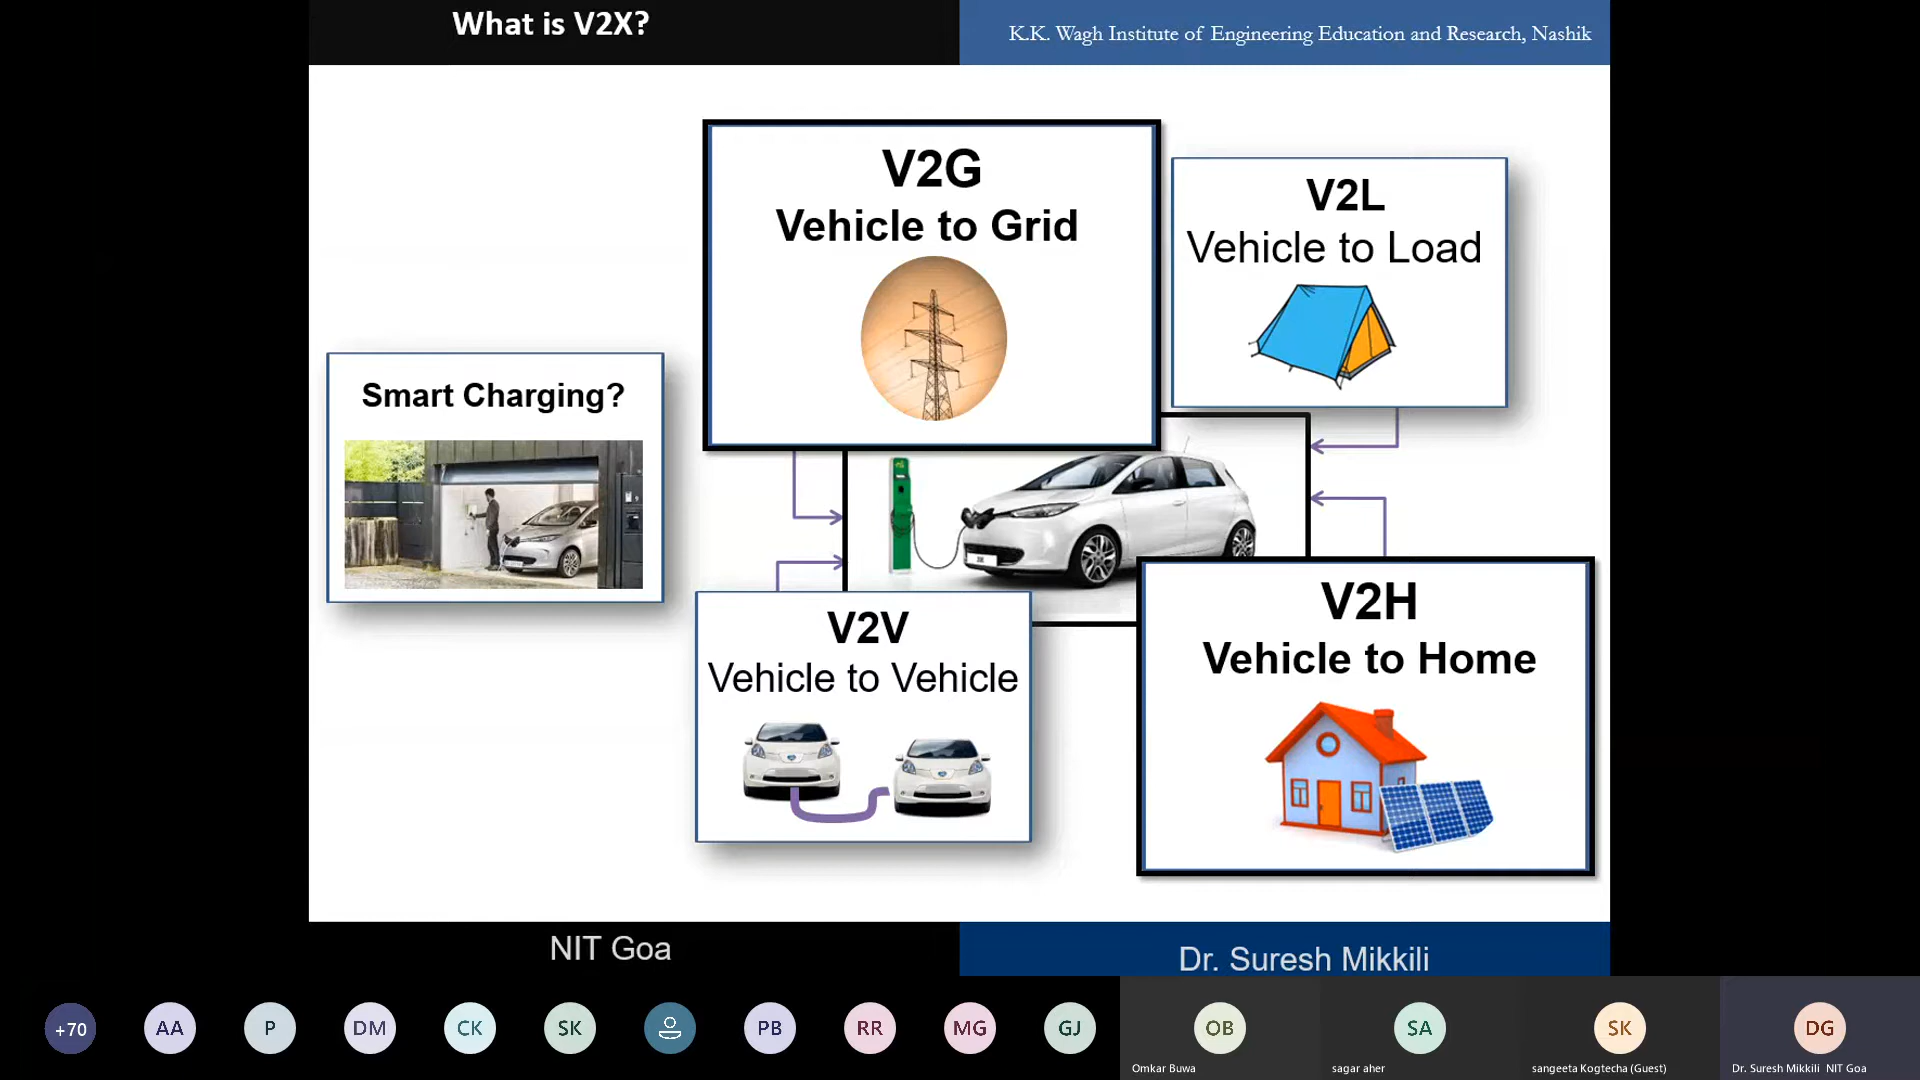 What is V2X?
K.K. Wagh Institute of Engineering Education and Research, Nashik
V2G
Vehicle to Grid
V2L
Vehicle to Load
Smart Charging?
V2V
Vehicle to Vehicle
V2H
Vehicle to Home
NIT Goa
Dr. Suresh Mikkili
+70
AA
P
DM
CK
SK
PB
RR
MG
GJ
OB
Omkar Buwa
SA
sagar aher
SK
sangeeta Kogtecha (Guest)
DG
Dr. Suresh Mikkili NIT Goa